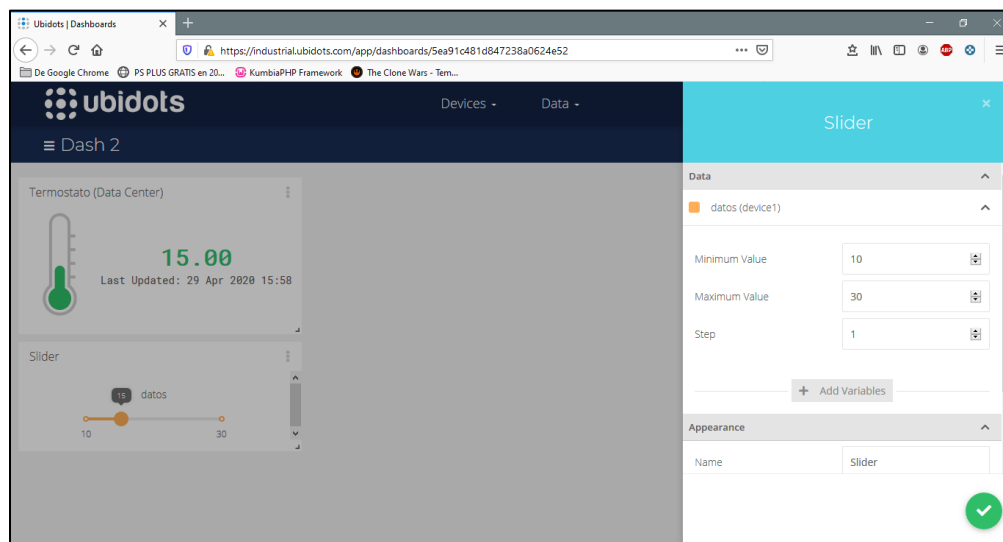 Ubidots | Dashboards
https://industrial.ubidots.com/app/dashboards/5ea91c481d847238a0624e52
De Google Chrome PS PLUS GRATIS en 20... KumbiaPHP Framework The Clone Wars - Tem...
ubidots Devices Data
Dash 2
Termostato (Data Center)
15.00
Last Updated: 29 Apr 2020 15:58
Slider
15 datos
10 30
Slider
Data
datos (device1)
Minimum Value 10
Maximum Value 30
Step 1
+ Add Variables
Appearance
Name Slider
ABP